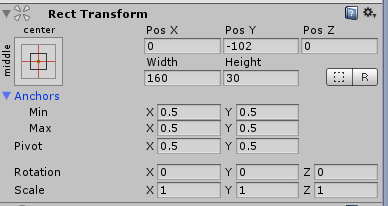 Rect Transform
center
middle
Pos X Pos Y Pos Z
0 -102 0
Width Height
160 30
R
Anchors
Min X 0.5 Y 0.5
Max X 0.5 Y 0.5
Pivot X 0.5 Y 0.5
Rotation X 0 Y 0 Z 0
Scale X 1 Y 1 Z 1